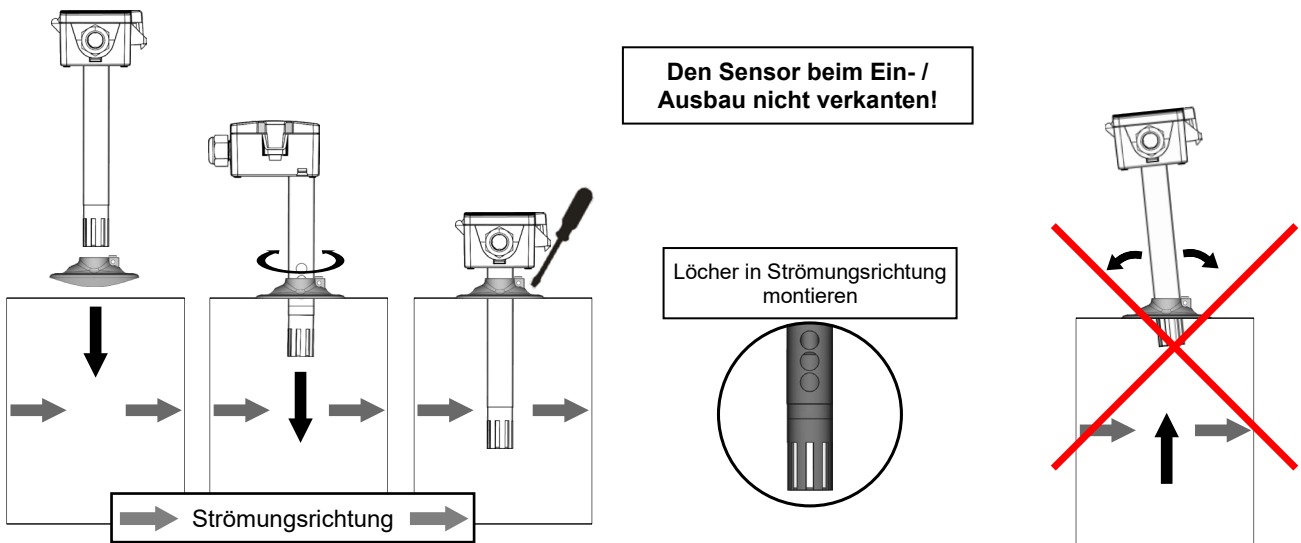 Den Sensor beim Ein- /
Ausbau nicht verkanten!
Löcher in Strömungsrichtung
montieren
Strömungsrichtung